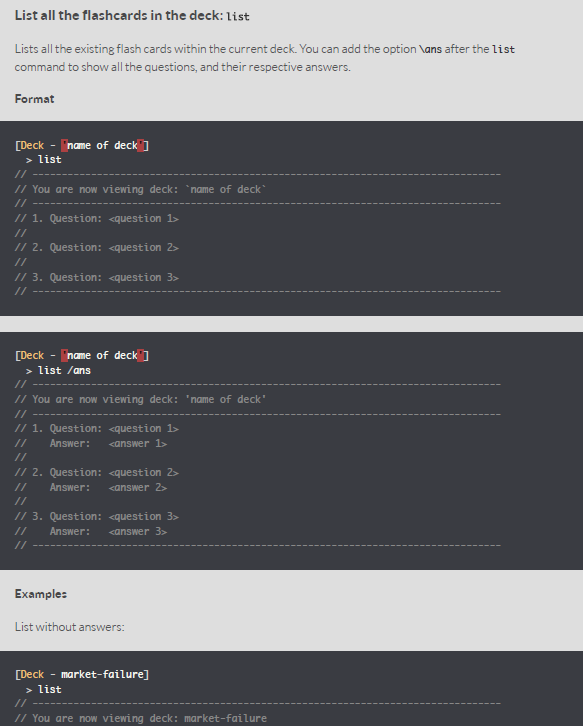 List all the flashcards in the deck: list
Lists all the existing flash cards within the current deck. You can add the option \ans after the list
command to show all the questions, and their respective answers.
Format
[Deck - 'name of deck']
> list
// --------------------------------------------------------------------------------
// You are now viewing deck: `name of deck`
// --------------------------------------------------------------------------------
// 1. Question: <question 1>
//
// 2. Question: <question 2>
//
// 3. Question: <question 3>
// --------------------------------------------------------------------------------
[Deck - 'name of deck']
> list /ans
// --------------------------------------------------------------------------------
// You are now viewing deck: 'name of deck'
// --------------------------------------------------------------------------------
// 1. Question: <question 1>
//    Answer:   <answer 1>
//
// 2. Question: <question 2>
//    Answer:   <answer 2>
//
// 3. Question: <question 3>
//    Answer:   <answer 3>
// --------------------------------------------------------------------------------
Examples
List without answers:
[Deck - market-failure]
> list
// --------------------------------------------------------------------------------
// You are now viewing deck: market-failure